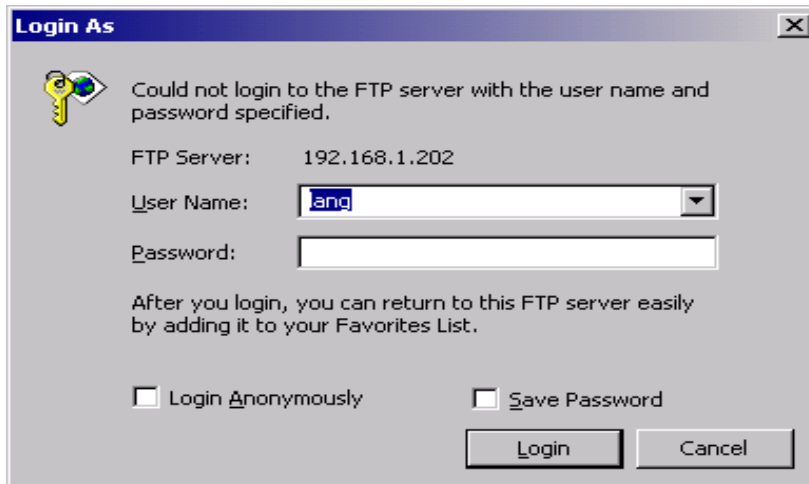 Login As
Could not login to the FTP server with the user name and
password specified.
FTP Server: 192.168.1.202
User Name: lang
Password:
After you login, you can return to this FTP server easily
by adding it to your Favorites List.
Login Anonymously Save Password
Login Cancel